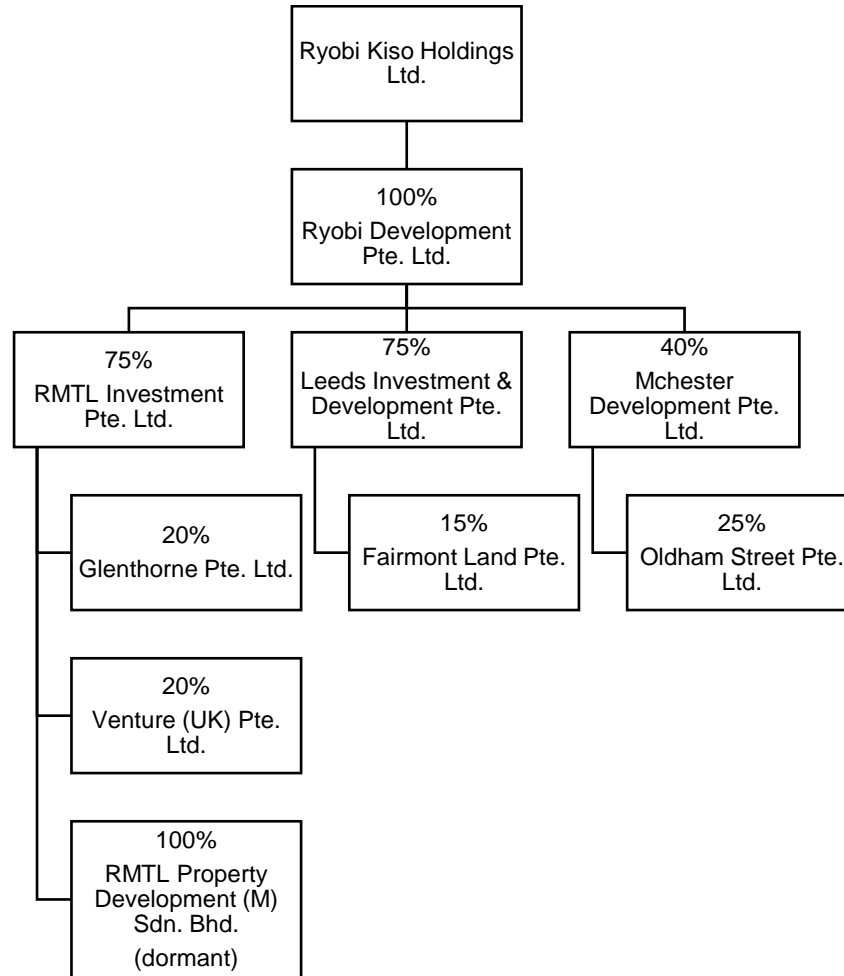 Ryobi Kiso Holdings
Ltd.
100%
Ryobi Development
Pte. Ltd.
75%
RMTL Investment
Pte. Ltd.
75%
Leeds Investment &
Development Pte.
Ltd.
40%
Mchester
Development Pte.
Ltd.
20%
Glenthorne Pte. Ltd.
15%
Fairmont Land Pte.
Ltd.
25%
Oldham Street Pte.
Ltd.
20%
Venture (UK) Pte.
Ltd.
100%
RMTL Property
Development (M)
Sdn. Bhd.
(dormant)